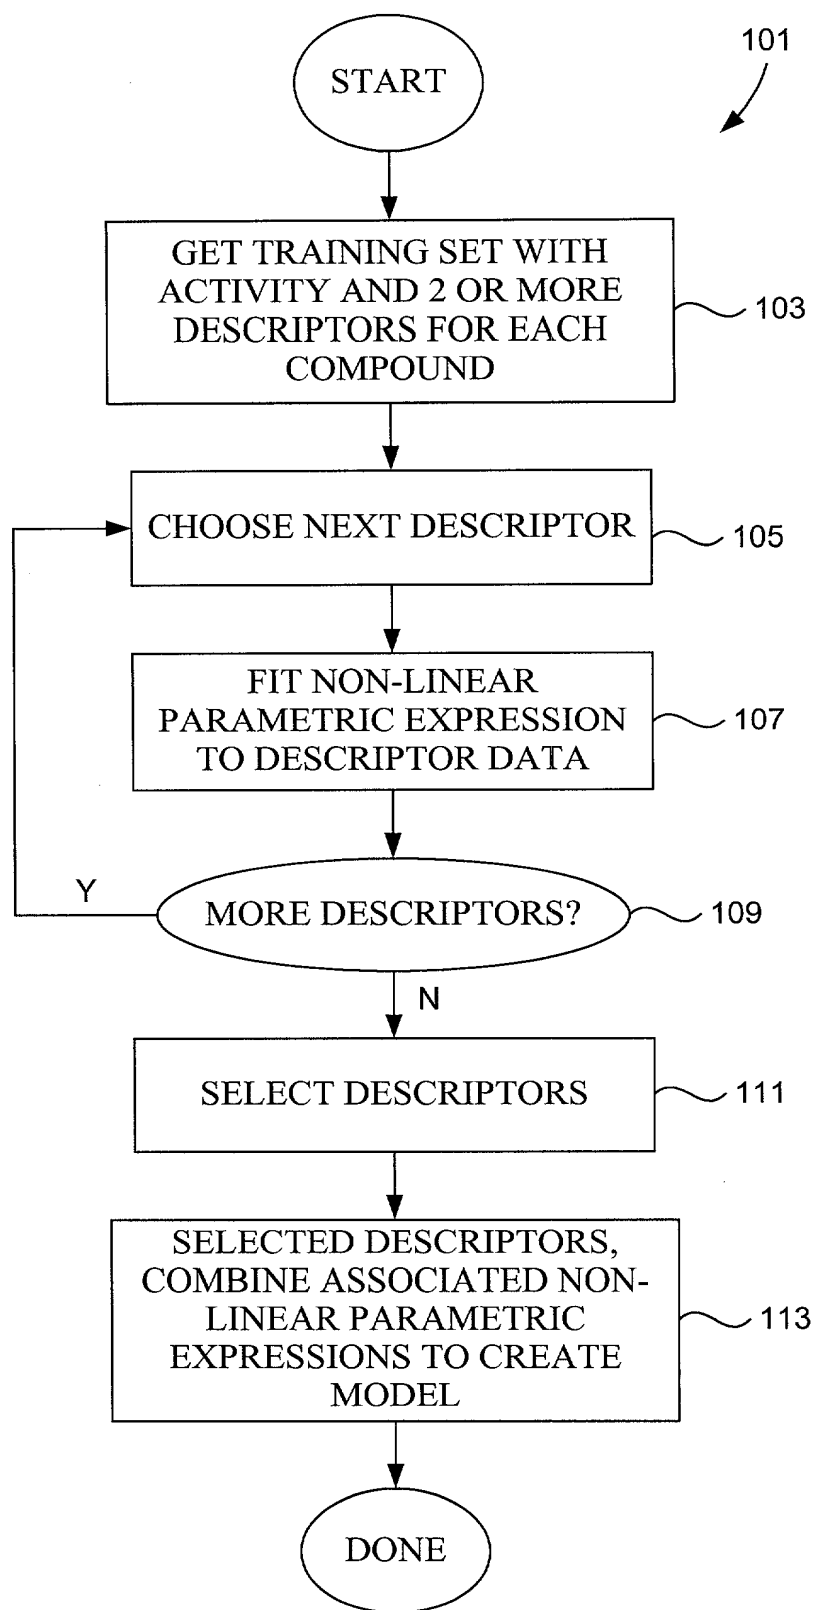 101
START
GET TRAINING SET WITH
ACTIVITY AND 2 OR MORE
DESCRIPTORS FOR EACH
COMPOUND
103
CHOOSE NEXT DESCRIPTOR
105
FIT NON-LINEAR
PARAMETRIC EXPRESSION
TO DESCRIPTOR DATA
107
Y
MORE DESCRIPTORS?
109
N
SELECT DESCRIPTORS
111
SELECTED DESCRIPTORS,
COMBINE ASSOCIATED NON-
LINEAR PARAMETRIC
EXPRESSIONS TO CREATE
MODEL
113
DONE